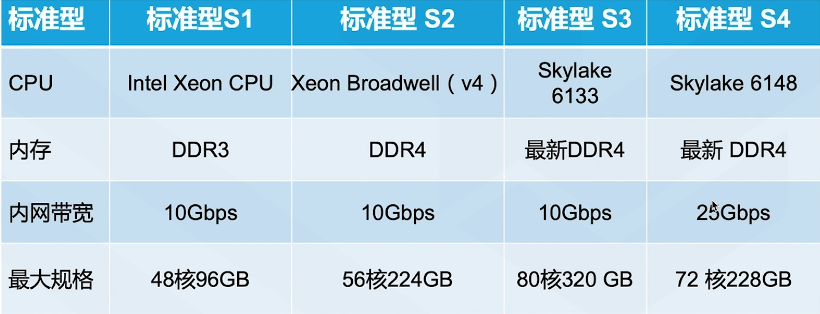 标准型 标准型S1 标准型 S2 标准型 S3 标准型 S4
CPU Intel Xeon CPU Xeon Broadwell（v4） Skylake 6133 Skylake 6148
内存 DDR3 DDR4 最新DDR4 最新 DDR4
内网带宽 10Gbps 10Gbps 10Gbps 25Gbps
最大规格 48核96GB 56核224GB 80核320 GB 72 核228GB